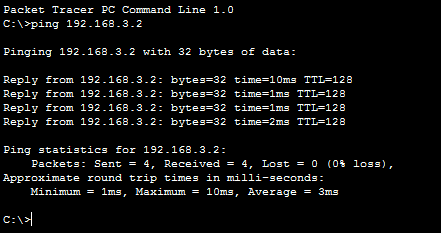 Packet Tracer PC Command Line 1.0
C:\>ping 192.168.3.2
Pinging 192.168.3.2 with 32 bytes of data:
Reply from 192.168.3.2: bytes=32 time=10ms TTL=128
Reply from 192.168.3.2: bytes=32 time=1ms TTL=128
Reply from 192.168.3.2: bytes=32 time=1ms TTL=128
Reply from 192.168.3.2: bytes=32 time=2ms TTL=128
Ping statistics for 192.168.3.2:
    Packets: Sent = 4, Received = 4, Lost = 0 (0% loss),
Approximate round trip times in milli-seconds:
    Minimum = 1ms, Maximum = 10ms, Average = 3ms
C:\>